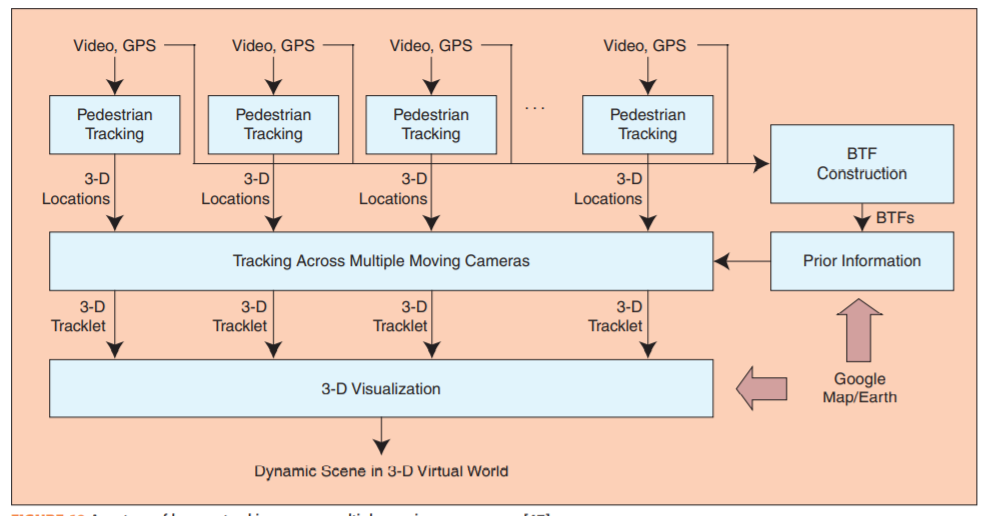 Video, GPS
Video, GPS
Video, GPS
Video, GPS
Pedestrian
Tracking
Pedestrian
Tracking
Pedestrian
Tracking
. . .
Pedestrian
Tracking
BTF
Construction
3-D
Locations
3-D
Locations
3-D
Locations
3-D
Locations
BTFs
Tracking Across Multiple Moving Cameras
Prior Information
3-D
Tracklet
3-D
Tracklet
3-D
Tracklet
3-D
Tracklet
3-D Visualization
Google
Map/Earth
Dynamic Scene in 3-D Virtual World